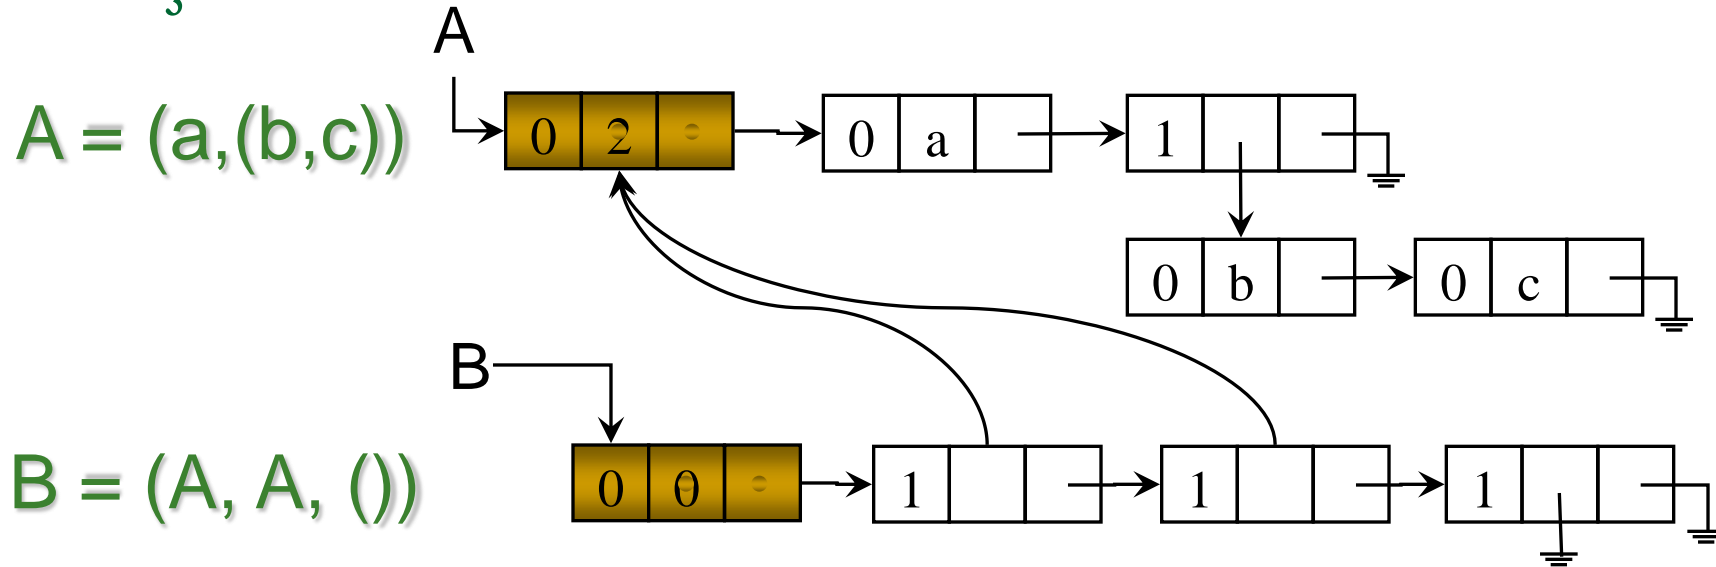 A
A = (a,(b,c))
0 2 0 a 1
0 b 0 c
B
B = (A, A, ())
0 0 1 1 1